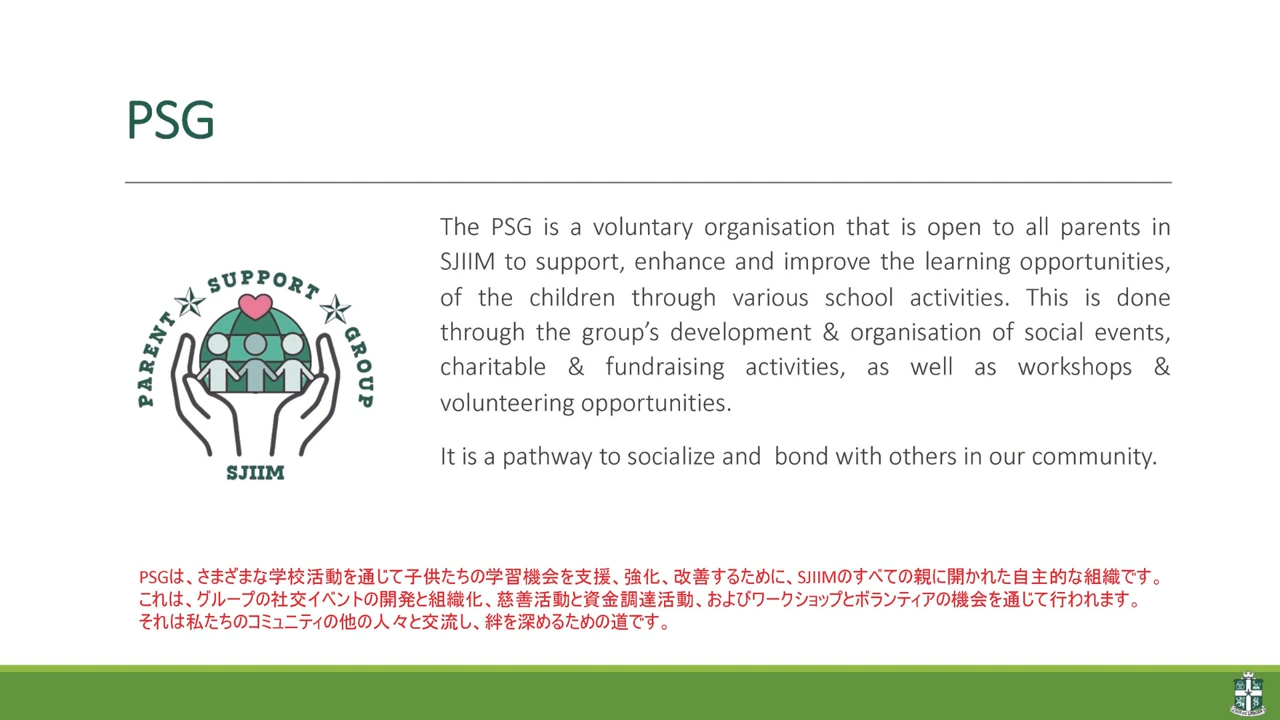 PSG
PARENT SUPPORT GROUP
SJIIM
The PSG is a voluntary organisation that is open to all parents in
SJIIM to support, enhance and improve the learning opportunities,
of the children through various school activities. This is done
through the group’s development & organisation of social events,
charitable & fundraising activities, as well as workshops &
volunteering opportunities.
It is a pathway to socialize and  bond with others in our community.
PSGは、さまざまな学校活動を通じて子供たちの学習機会を支援、強化、改善するために、SJIIMのすべての親に開かれた自主的な組織です。
これは、グループの社交イベントの開発と組織化、慈善活動と資金調達活動、およびワークショップとボランティアの機会を通じて行われます。
それは私たちのコミュニティの他の人々と交流し、絆を深めるための道です。